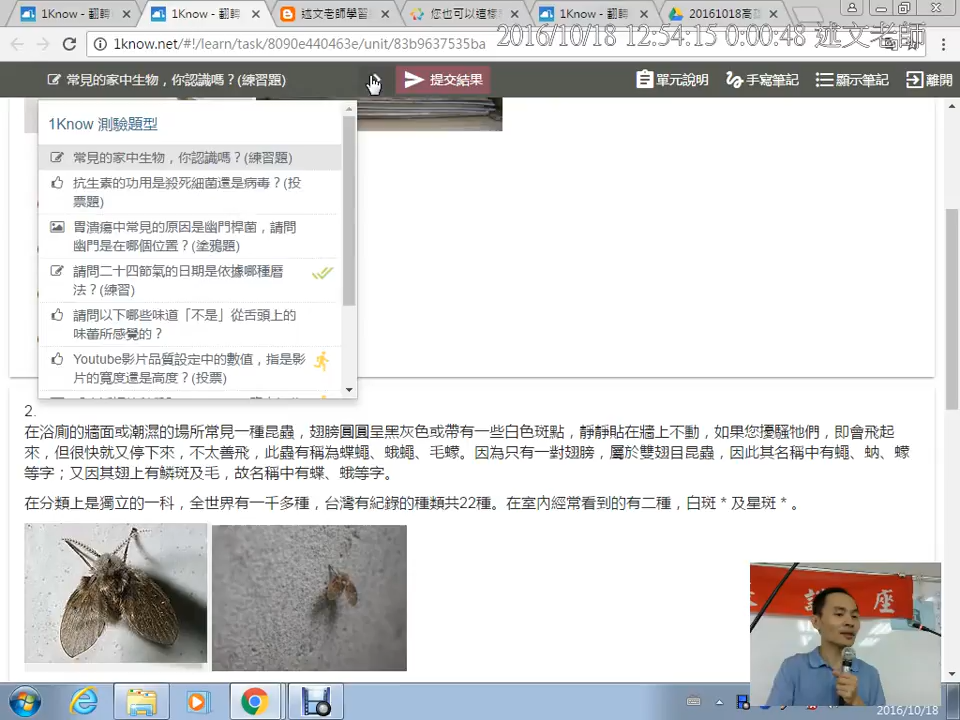 1Know - 翻轉
1Know - 翻轉
述文老師學習
您也可以這樣
1Know - 翻轉
20161018高
1know.net/#!/learn/task/8090e440463e/unit/83b9637535ba
2016/10/18 12:54:15 0:00:48 述文老師
常見的家中生物，你認識嗎？(練習題)
提交結果
單元說明
手寫筆記
顯示筆記
離開
1Know 測驗題型
常見的家中生物，你認識嗎？(練習題)
抗生素的功用是殺死細菌還是病毒？(投
票題)
胃潰瘍中常見的原因是幽門桿菌，請問
幽門是在哪個位置？(塗鴉題)
請問二十四節氣的日期是依據哪種曆
法？(練習)
請問以下哪些味道「不是」從舌頭上的
味蕾所感覺的？
Youtube影片品質設定中的數值，指是影
片的寬度還是高度？(投票)
2.
在浴廁的牆面或潮濕的場所常見一種昆蟲，翅膀圓圓呈黑灰色或帶有一些白色斑點，靜靜貼在牆上不動，如果您擾騷牠們，即會飛起
來，但很快就又停下來，不太善飛，此蟲有稱為蝶蠅、蛾蠅、毛蠓。因為只有一對翅膀，屬於雙翅目昆蟲，因此其名稱中有蠅、蚋、蠓
等字；又因其翅上有鱗斑及毛，故名稱中有蝶、蛾等字。
在分類上是獨立的一科，全世界有一千多種，台灣有紀錄的種類共22種。在室內經常看到的有二種，白斑 * 及星斑 * 。
座
2016/10/18